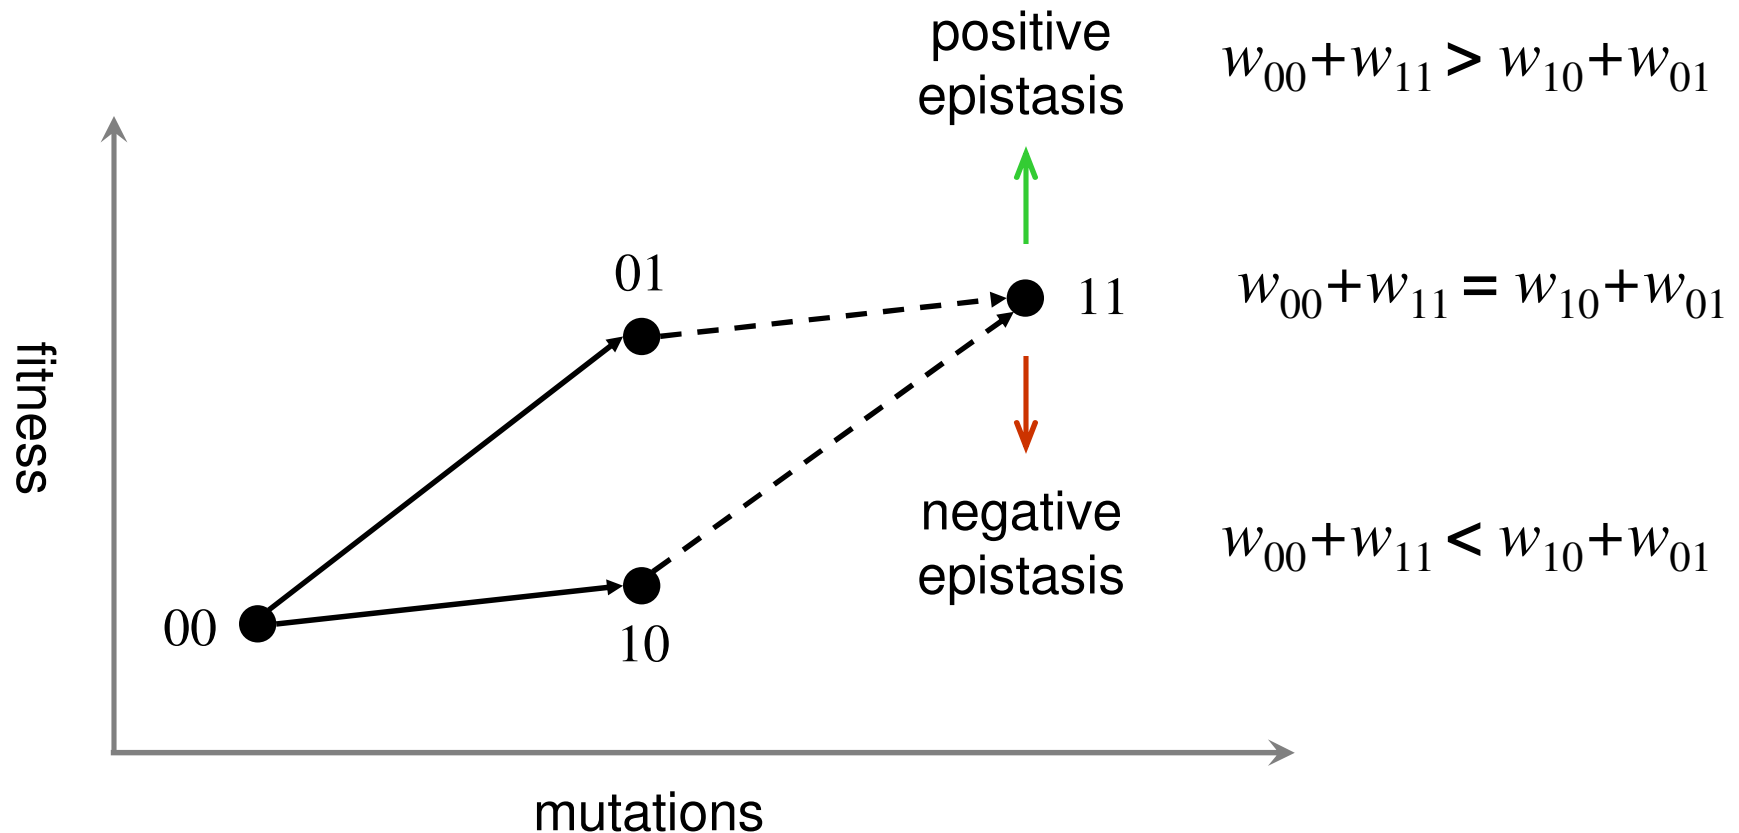 positive
epistasis
w₀₀+w₁₁ > w₁₀+w₀₁
01
11
w₀₀+w₁₁ = w₁₀+w₀₁
fitness
negative
epistasis
w₀₀+w₁₁ < w₁₀+w₀₁
00
10
mutations